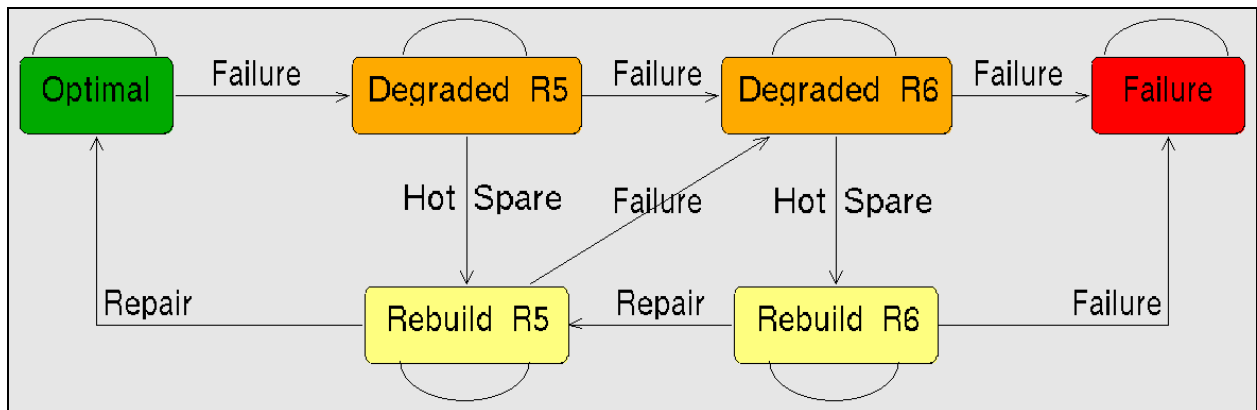 Optimal
Failure
Degraded R5
Failure
Degraded R6
Failure
Failure
Hot Spare
Failure
Hot Spare
Repair
Rebuild R5
Repair
Rebuild R6
Failure